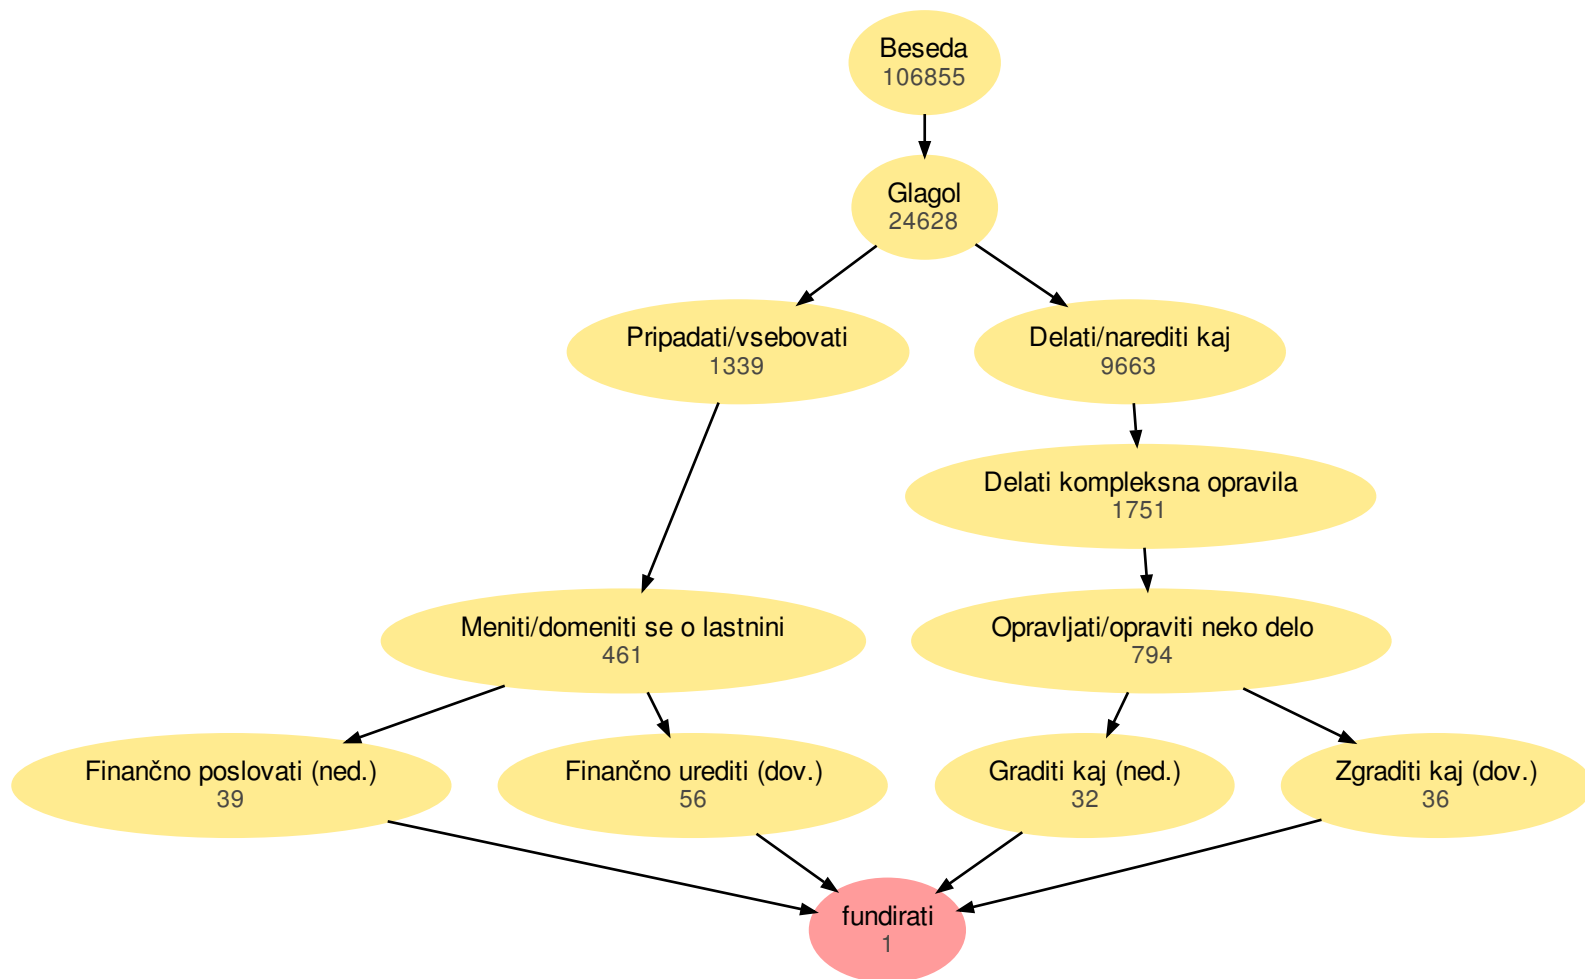 Beseda
106855
Glagol
24628
Pripadati/vsebovati
1339
Delati/narediti kaj
9663
Delati kompleksna opravila
1751
Meniti/domeniti se o lastnini
461
Opravljati/opraviti neko delo
794
Finančno poslovati (ned.)
39
Finančno urediti (dov.)
56
Graditi kaj (ned.)
32
Zgraditi kaj (dov.)
36
fundirati
1